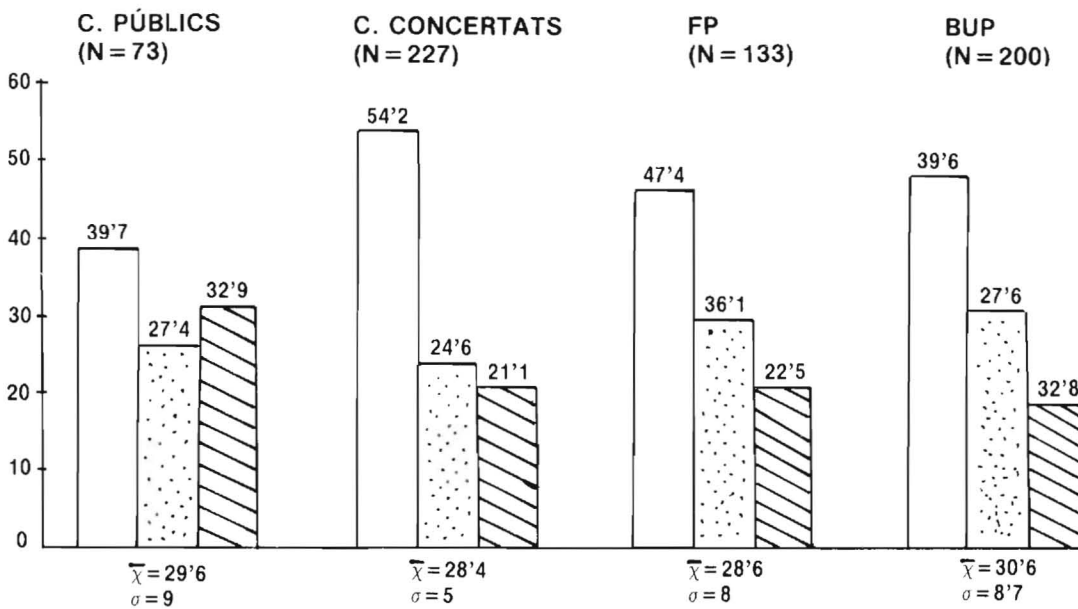 C. PÚBLICS
(N = 73)
C. CONCERTATS
(N = 227)
FP
(N = 133)
BUP
(N = 200)
60
50
40
30
20
10
0
39'7
27'4
32'9
54'2
24'6
21'1
47'4
36'1
22'5
39'6
27'6
32'8
χ̄ = 29'6
σ = 9
χ̄ = 28'4
σ = 5
χ̄ = 28'6
σ = 8
χ̄ = 30'6
σ = 8'7